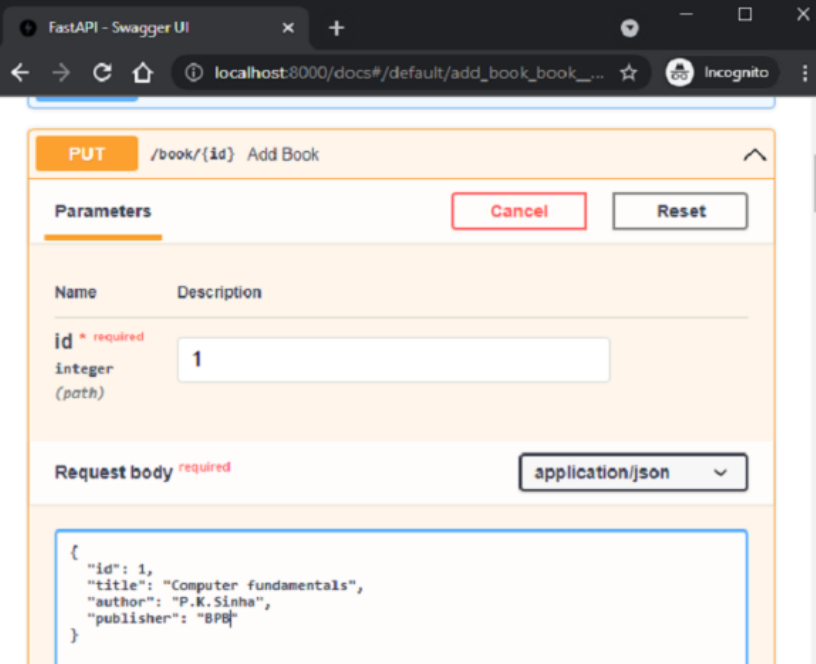 FastAPI - Swagger UI
localhost:8000/docs#/default/add_book_book__...
Incognito
PUT /book/{id} Add Book
Parameters Cancel Reset
Name Description
id * required
1
integer
(path)
Request body required application/json
{
"id": 1,
"title": "Computer fundamentals",
"author": "P.K.Sinha",
"publisher": "BPB"
}